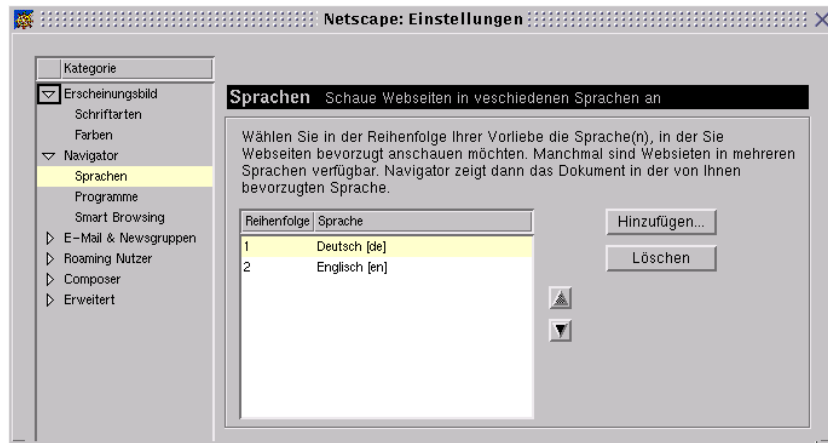 Netscape: Einstellungen
Kategorie
Erscheinungsbild
Schriftarten
Farben
Navigator
Sprachen
Programme
Smart Browsing
E-Mail & Newsgruppen
Roaming Nutzer
Composer
Erweitert
Sprachen Schaue Webseiten in veschiedenen Sprachen an
Wählen Sie in der Reihenfolge Ihrer Vorliebe die Sprache(n), in der Sie
Webseiten bevorzugt anschauen möchten. Manchmal sind Websieten in mehreren
Sprachen verfügbar. Navigator zeigt dann das Dokument in der von Ihnen
bevorzugten Sprache.
Reihenfolge Sprache
1 Deutsch [de]
2 Englisch [en]
Hinzufügen...
Löschen